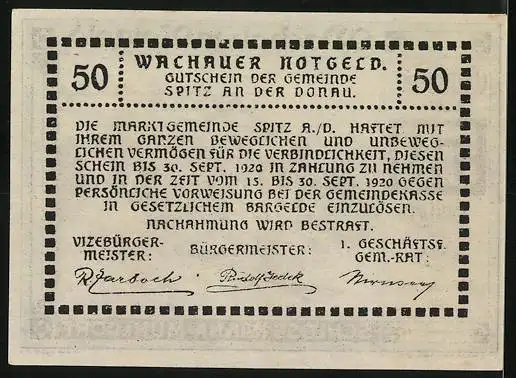 50 WACHAUER NOTGELD. 50
GUTSCHEIN DER GEMEINDE
SPITZ AN DER DONAU.
DIE MARKTGEMEINDE SPITZ A./D. HAFTET MIT
IHREM GANZEN BEWEGLICHEN UND UNBEWEG-
LICHEN VERMÖGEN FÜR DIE VERBINDLICHKEIT, DIESEN
SCHEIN BIS 30. SEPT. 1920 IN ZAHLUNG ZU NEHMEN
UND IN DER ZEIT VOM 15. BIS 30. SEPT. 1920 GEGEN
PERSÖNLICHE VORWEISUNG BEI DER GEMEINDEKASSE
IN GESETZLICHEM BARGELDE EINZULÖSEN.
NACHAHMUNG WIRD BESTRAFT.
VIZEBÜRGER-
MEISTER:
BÜRGERMEISTER:
1. GESCHÄFTSF.
GEM.-RAT:
Rudolf